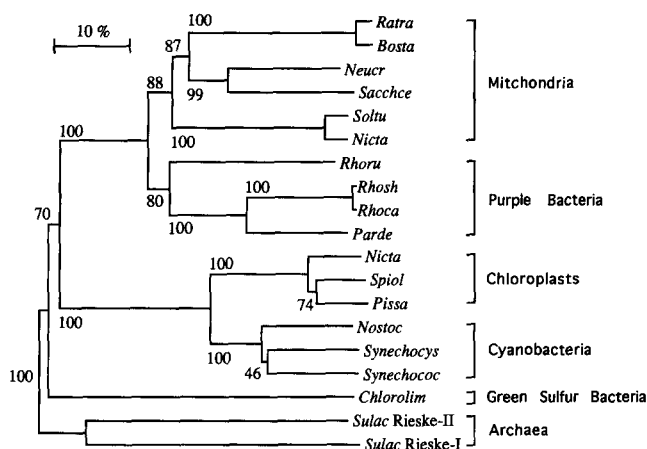 10 %
100
Ratra
87
Bosta
Neucr
88
99
Sacchce
Mitchondria
Soltu
100
100
Nicta
Rhoru
100
Rhosh
Purple Bacteria
80
Rhoca
100
Parde
70
Nicta
100
Spiol
Chloroplasts
74
Pissa
100
Nostoc
100
Synechocys
Cyanobacteria
46
Synechococ
100
Chlorolim
Green Sulfur Bacteria
Sulac Rieske-II
Archaea
Sulac Rieske-I